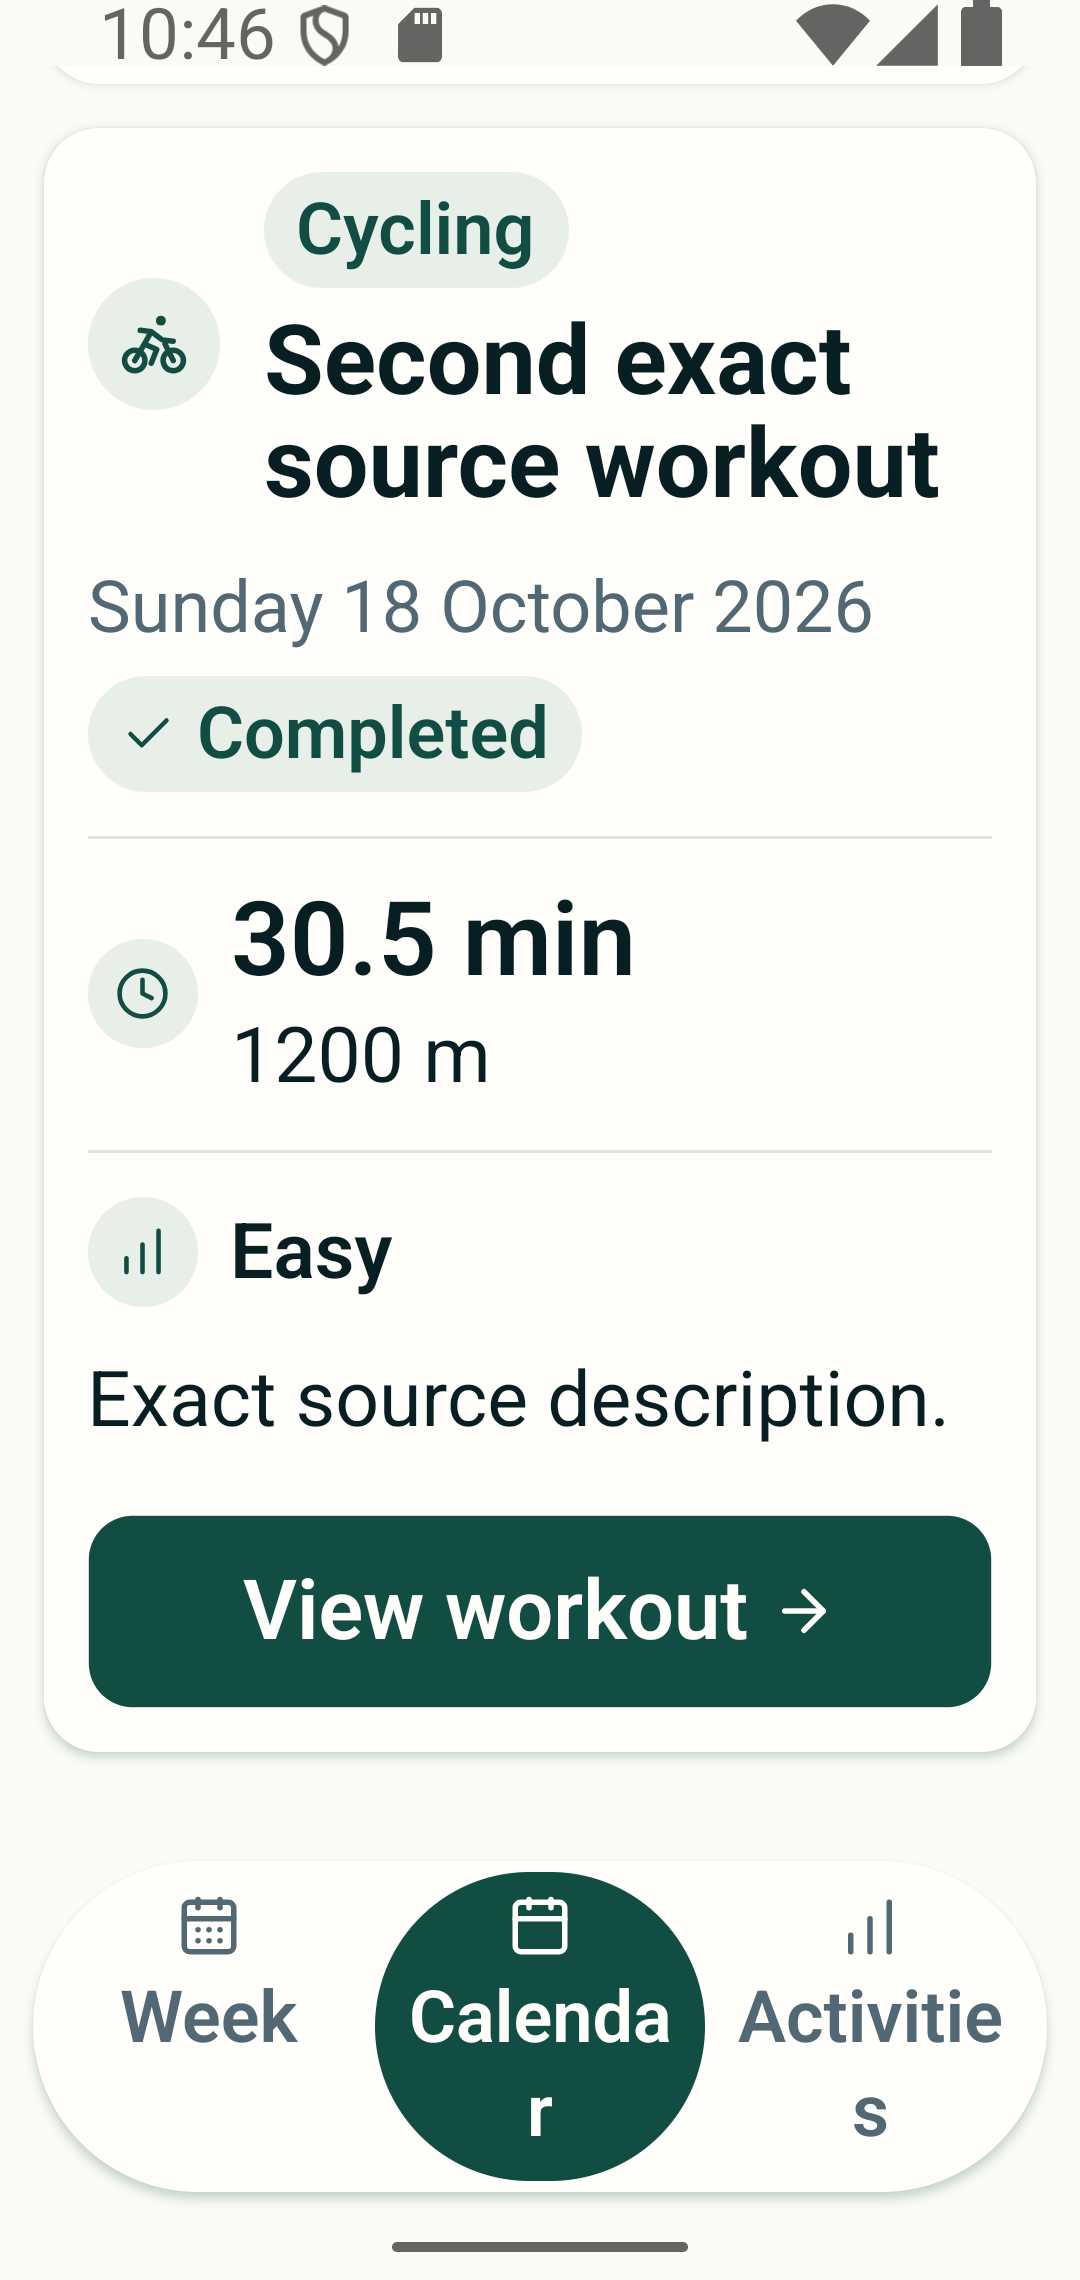 10:46
Cycling
Second exact
source workout
Sunday 18 October 2026
Completed
30.5 min
1200 m
Easy
Exact source description.
View workout
Week
Calenda
r
Activitie
s